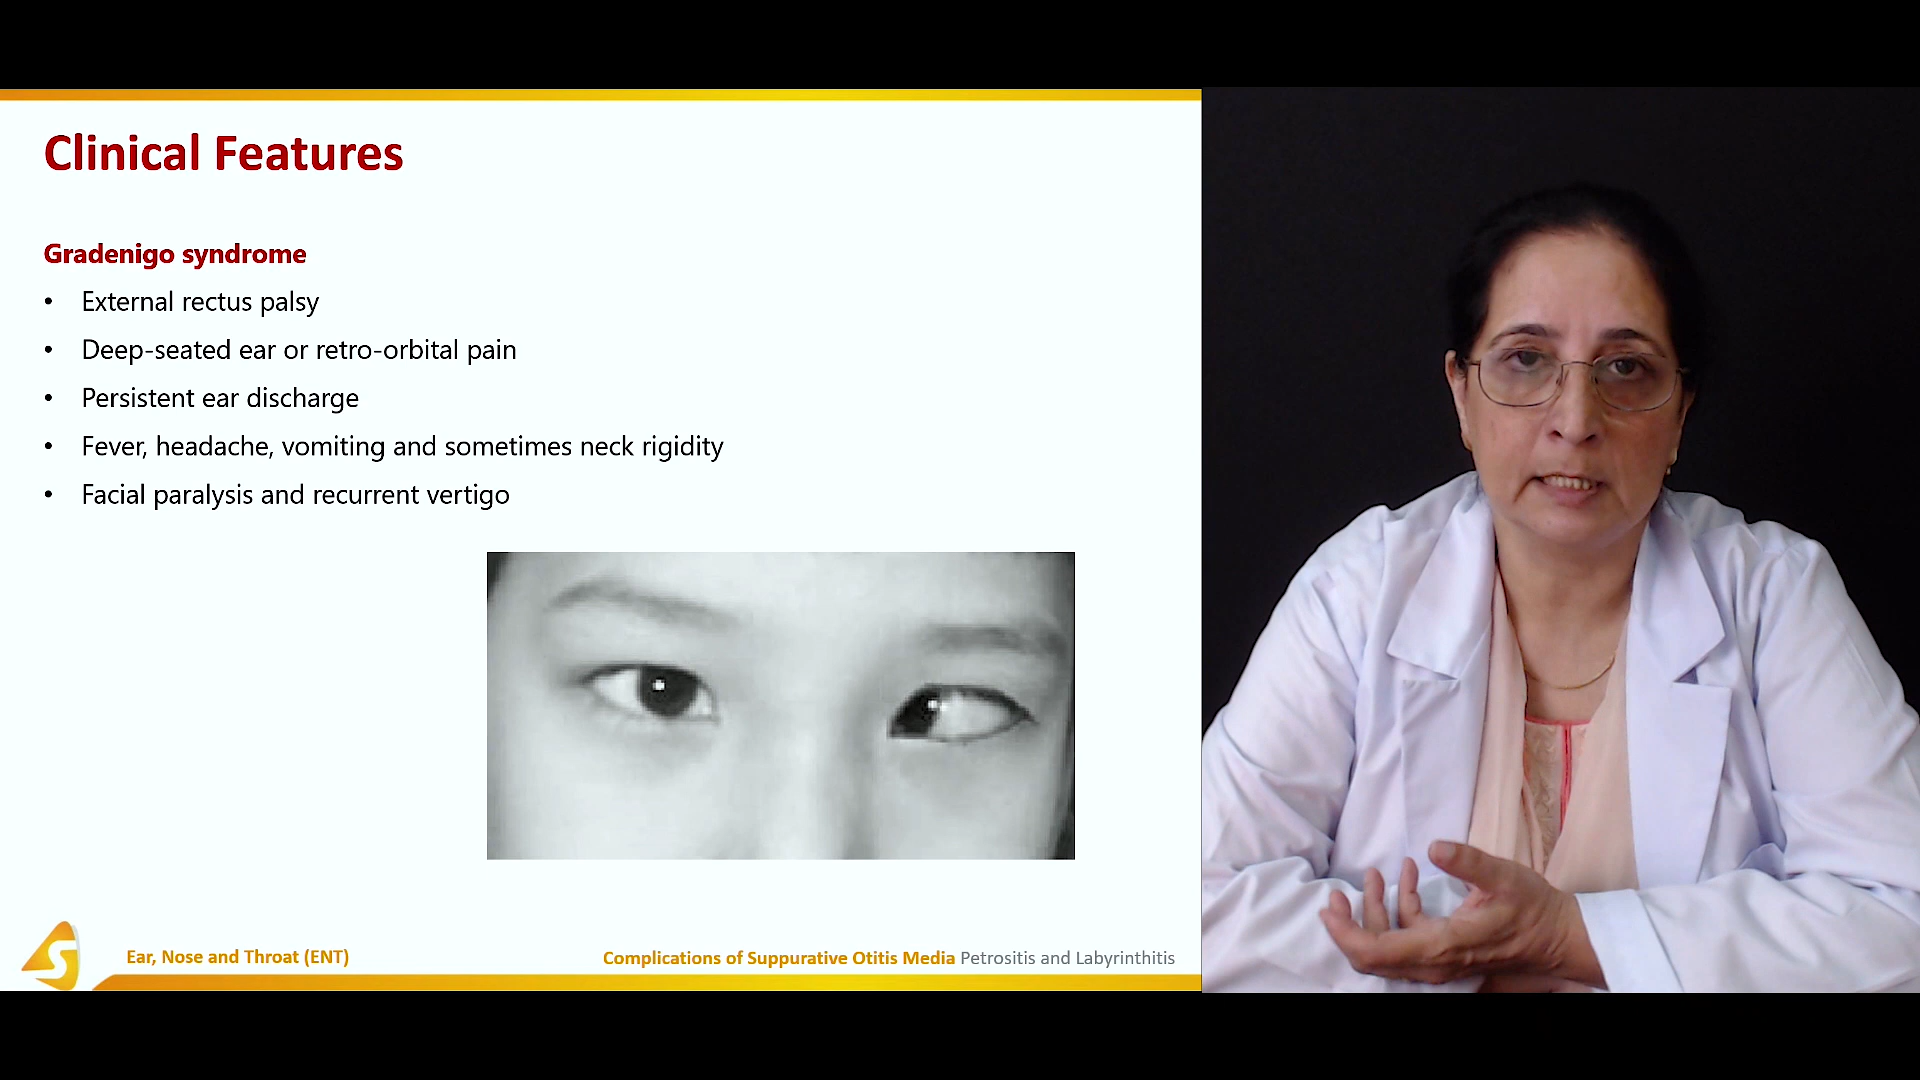 Clinical Features
Gradenigo syndrome
• External rectus palsy
• Deep-seated ear or retro-orbital pain
• Persistent ear discharge
• Fever, headache, vomiting and sometimes neck rigidity
• Facial paralysis and recurrent vertigo
S
Ear, Nose and Throat (ENT)
Complications of Suppurative Otitis Media Petrositis and Labyrinthitis